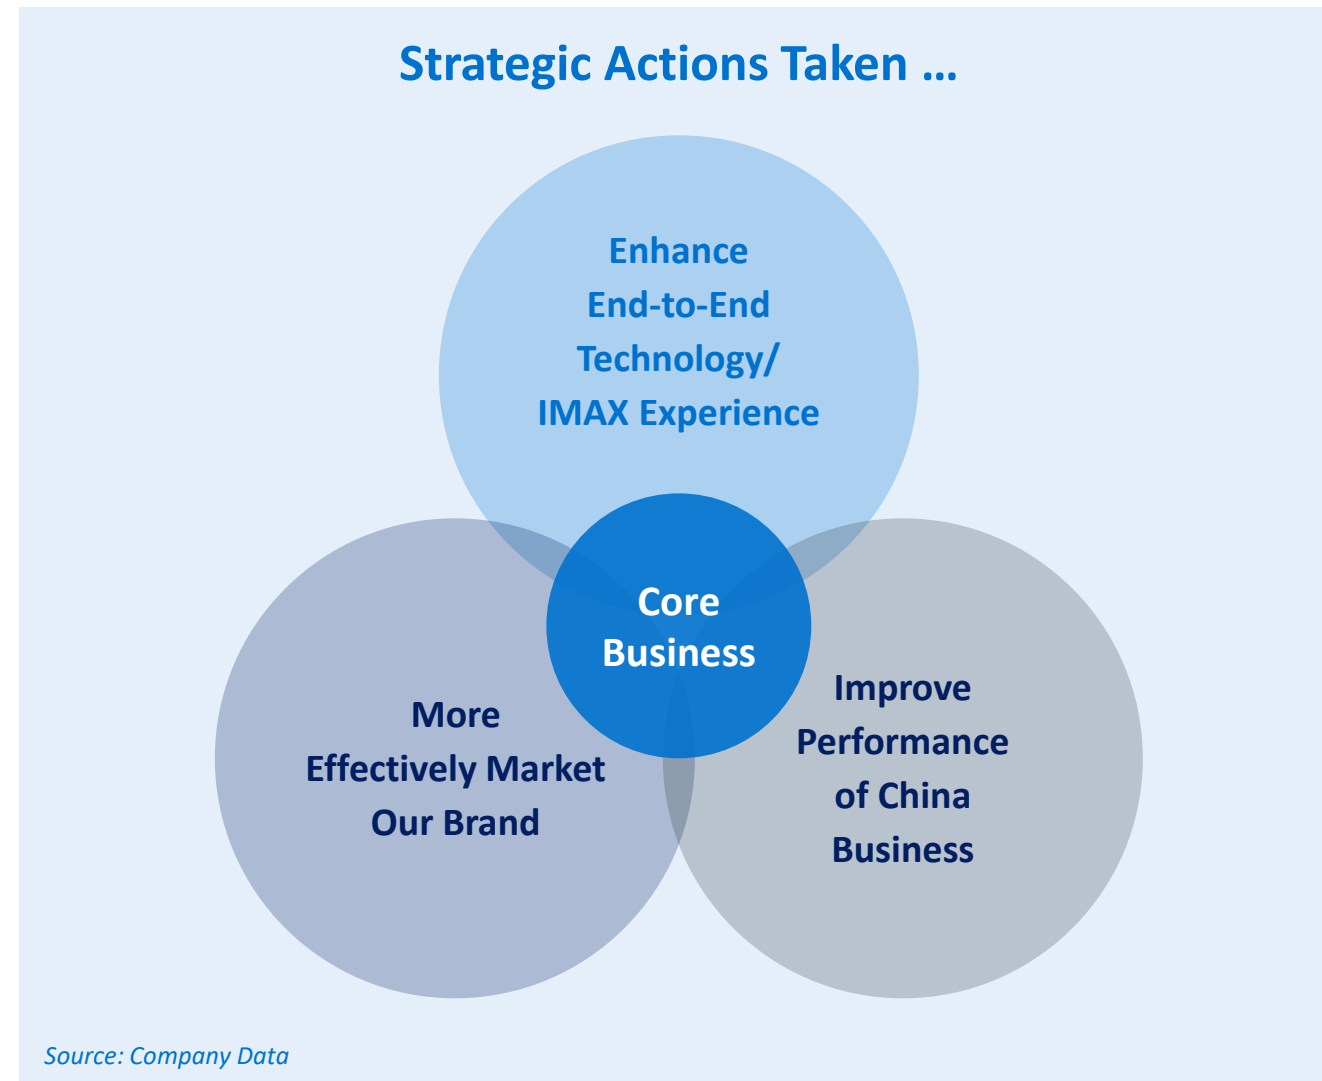 Strategic Actions Taken …
Enhance
End-to-End
Technology/
IMAX Experience
Core
Business
More
Effectively Market
Our Brand
Improve
Performance
of China
Business
Source: Company Data